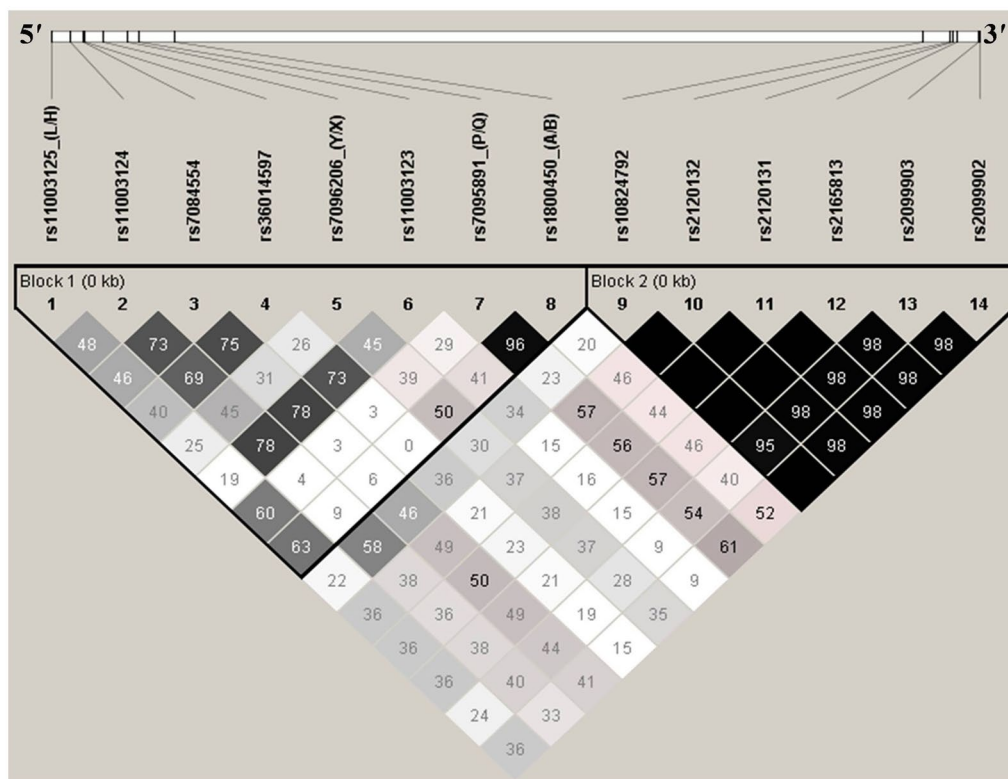 5′ 3′
rs11003125_(L/H)
rs11003124
rs7084554
rs36014597
rs7096206_(Y/X)
rs11003123
rs7095891_(P/Q)
rs1800450_(A/B)
rs10824792
rs2120132
rs2120131
rs2165813
rs2099903
rs2099902
Block 1 (0 kb) Block 2 (0 kb)
1 2 3 4 5 6 7 8 9 10 11 12 13 14
48 73 75 26 45 29 96 20 98 98
46 69 31 73 39 41 23 46 98 98
40 45 78 3 50 34 57 44 98 98
25 78 3 0 30 15 56 46 95 98
19 4 6 36 37 16 57 40
60 9 46 21 38 15 54 52
63 58 49 23 37 9 61
22 38 50 21 28 9
36 36 49 19 35
36 38 44 15
36 40 41
24 33
36